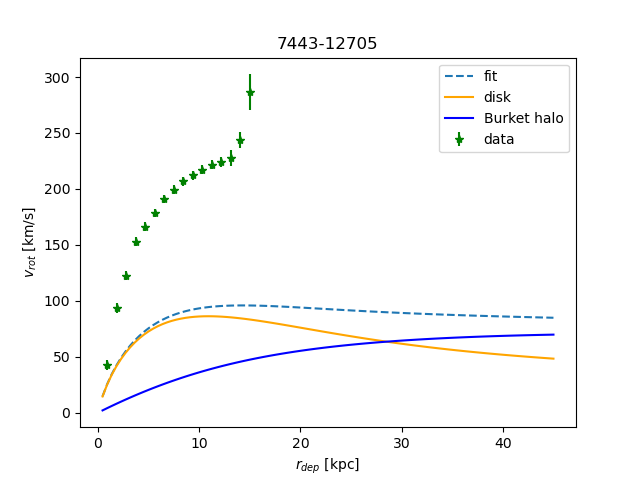 7443-12705
300
250
200
150
100
50
0
v_rot [km/s]
fit
disk
Burket halo
data
0 10 20 30 40
r_dep [kpc]